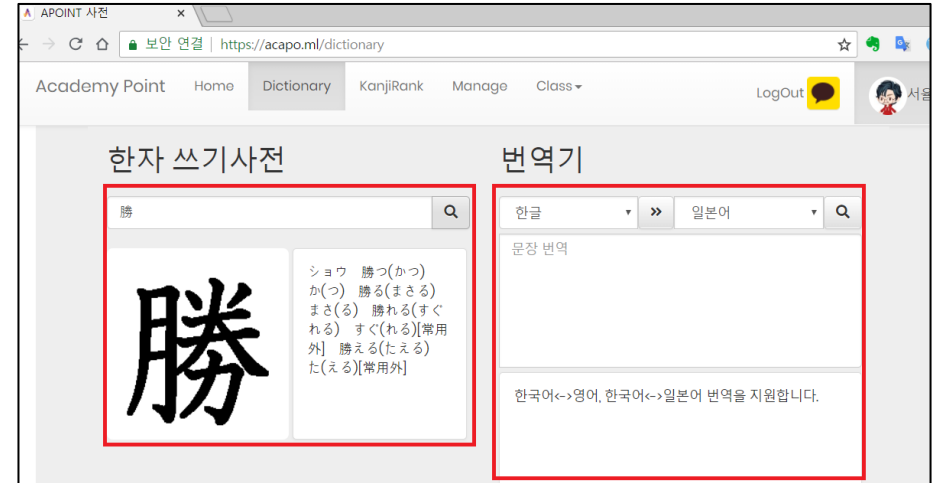 APOINT 사전
보안 연결 | https://acapo.ml/dictionary
Academy Point Home Dictionary KanjiRank Manage Class LogOut
한자 쓰기사전
勝
勝
ショウ 勝つ(かつ)
か(つ) 勝る(まさる)
まさ(る) 勝れる(すぐ
れる) すぐ(れる)[常用
外] 勝える(たえる)
た(える)[常用外]
번역기
한글 » 일본어
문장 번역
한국어<->영어, 한국어<->일본어 번역을 지원합니다.